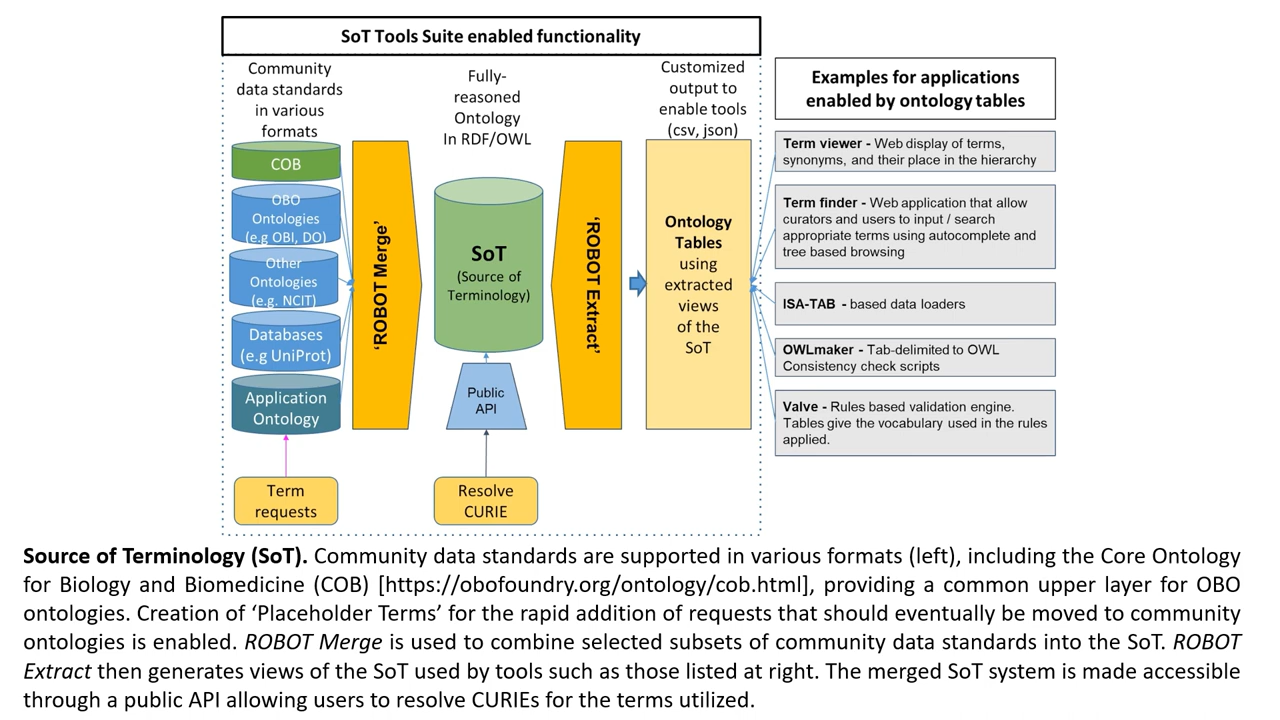 SoT Tools Suite enabled functionality
Community
data standards
in various
formats
COB
OBO
Ontologies
(e.g OBI, DO)
Other
Ontologies
(e.g. NCIT)
Databases
(e.g UniProt)
Application
Ontology
Term
requests
‘ROBOT Merge’
Fully-
reasoned
Ontology
In RDF/OWL
SoT
(Source of
Terminology)
Public
API
Resolve
CURIE
‘ROBOT Extract’
Customized
output to
enable tools
(csv, json)
Ontology
Tables
using
extracted
views
of the
SoT
Examples for applications
enabled by ontology tables
Term viewer - Web display of terms,
synonyms, and their place in the hierarchy
Term finder - Web application that allow
curators and users to input / search
appropriate terms using autocomplete and
tree based browsing
ISA-TAB - based data loaders
OWLmaker - Tab-delimited to OWL
Consistency check scripts
Valve - Rules based validation engine.
Tables give the vocabulary used in the rules
applied.
Source of Terminology (SoT). Community data standards are supported in various formats (left), including the Core Ontology
for Biology and Biomedicine (COB) [https://obofoundry.org/ontology/cob.html], providing a common upper layer for OBO
ontologies. Creation of ‘Placeholder Terms’ for the rapid addition of requests that should eventually be moved to community
ontologies is enabled. ROBOT Merge is used to combine selected subsets of community data standards into the SoT. ROBOT
Extract then generates views of the SoT used by tools such as those listed at right. The merged SoT system is made accessible
through a public API allowing users to resolve CURIEs for the terms utilized.